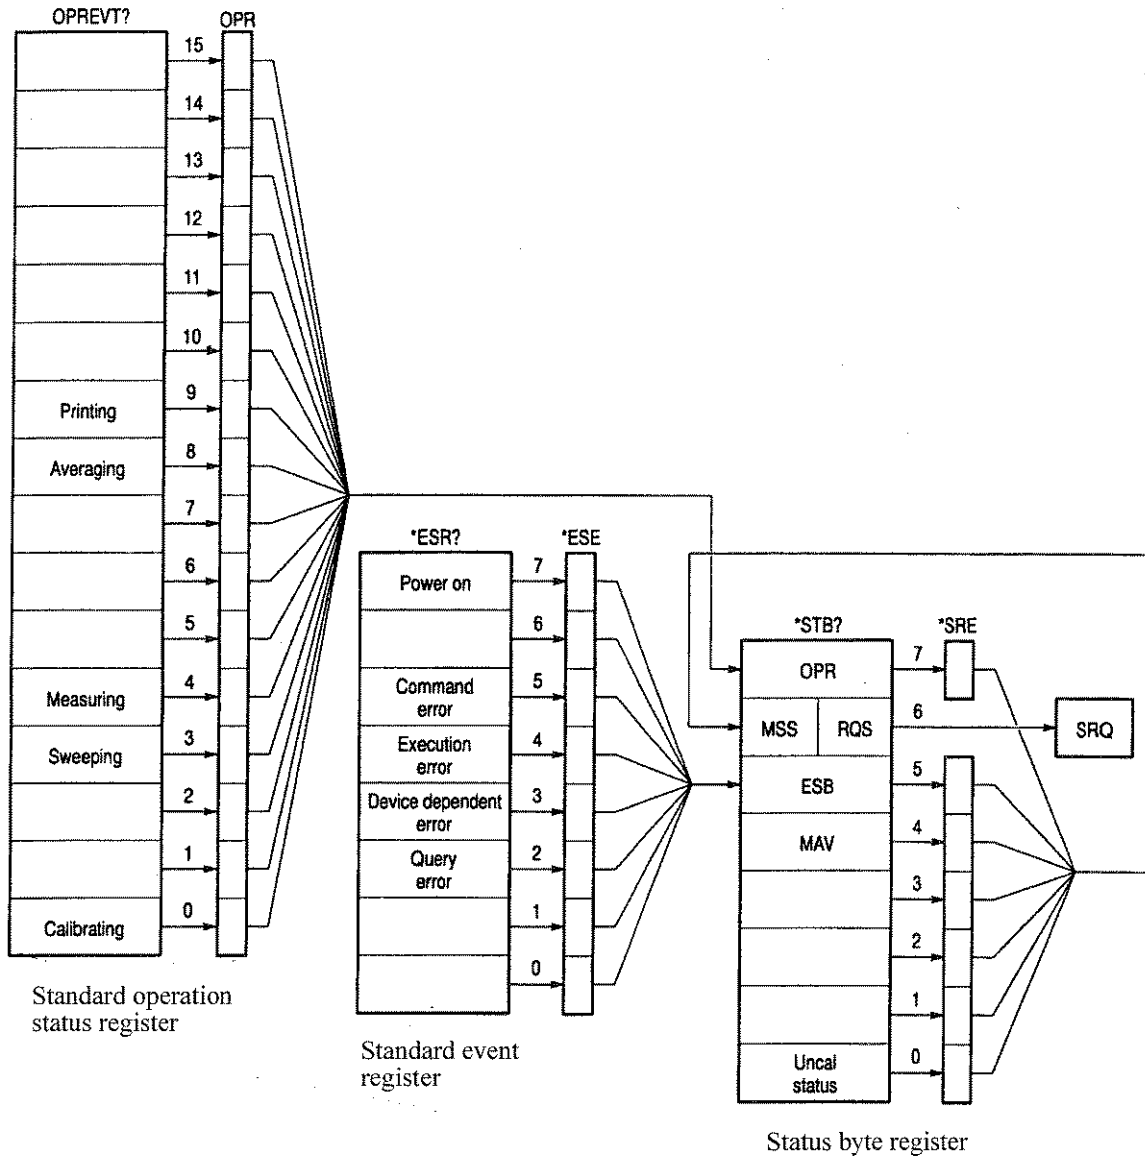 OPREVT?
OPR
15
14
13
12
11
10
Printing
9
Averaging
8
7
6
5
Measuring
4
Sweeping
3
2
1
Calibrating
0
Standard operation
status register
*ESR?
*ESE
Power on
7
6
Command
error
5
Execution
error
4
Device dependent
error
3
Query
error
2
1
0
Standard event
register
*STB?
*SRE
OPR
7
MSS
RQS
6
SRQ
ESB
5
MAV
4
3
2
1
Uncal
status
0
Status byte register